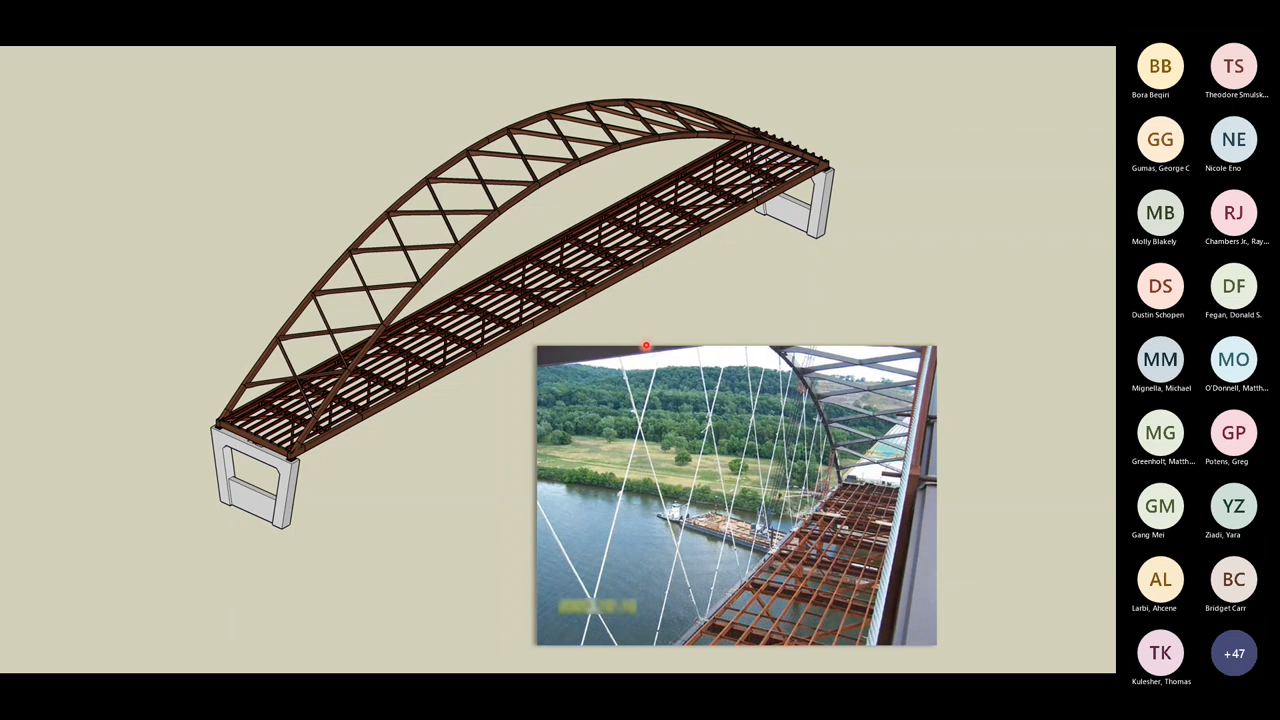 BB
TS
Bora Beqiri
Theodore Smulsk...
GG
NE
Gumas, George C
Nicole Eno
MB
RJ
Molly Blakely
Chambers Jr., Ray...
DS
DF
Dustin Schopen
Fegan, Donald S.
MM
MO
Mignella, Michael
O'Donnell, Matth...
MG
GP
Greenholt, Matth...
Potens, Greg
GM
YZ
Gang Mei
Ziadi, Yara
AL
BC
Larbi, Ahcene
Bridget Carr
TK
+47
Kulesher, Thomas